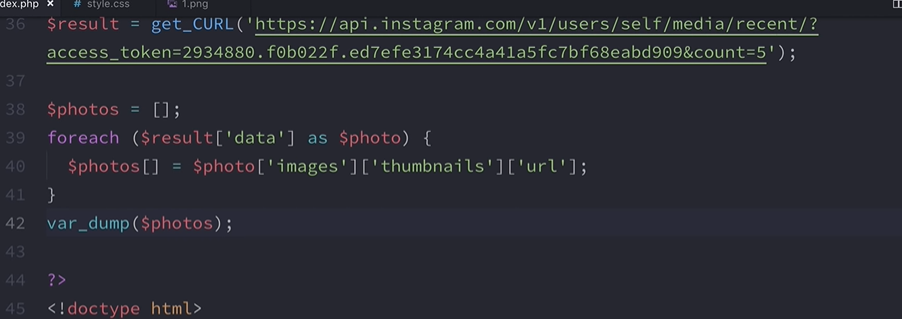 dex.php × # style.css 1.png
36 $result = get_CURL('https://api.instagram.com/v1/users/self/media/recent/?
access_token=2934880.f0b022f.ed7efe3174cc4a41a5fc7bf68eabd909&count=5');
37
38 $photos = [];
39 foreach ($result['data'] as $photo) {
40 $photos[] = $photo['images']['thumbnails']['url'];
41 }
42 var_dump($photos);
43
44 ?>
45 <!doctype html>